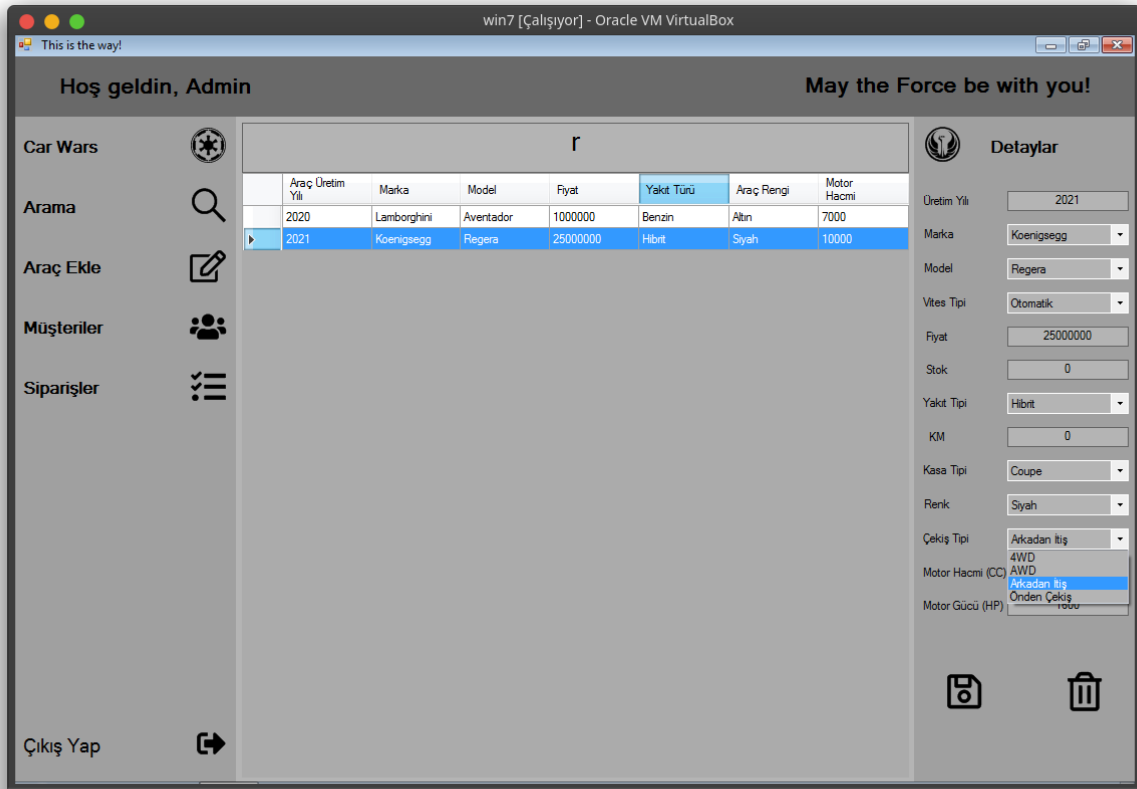 win7 [Çalışıyor] - Oracle VM VirtualBox
This is the way!
Hoş geldin, Admin
May the Force be with you!
Car Wars
Arama
Araç Ekle
Müşteriler
Siparişler
Çıkış Yap
r
Araç Üretim Yılı Marka Model Fiyat Yakıt Türü Araç Rengi Motor Hacmi
2020 Lamborghini Aventador 1000000 Benzin Altın 7000
2021 Koenigsegg Regera 25000000 Hibrit Siyah 10000
Detaylar
Üretim Yılı 2021
Marka Koenigsegg
Model Regera
Vites Tipi Otomatik
Fiyat 25000000
Stok 0
Yakıt Tipi Hibrit
KM 0
Kasa Tipi Coupe
Renk Siyah
Çekiş Tipi Arkadan İtiş
4WD
Motor Hacmi (CC) AWD
Arkadan İtiş
Önden Çekiş
Motor Gücü (HP) 1600